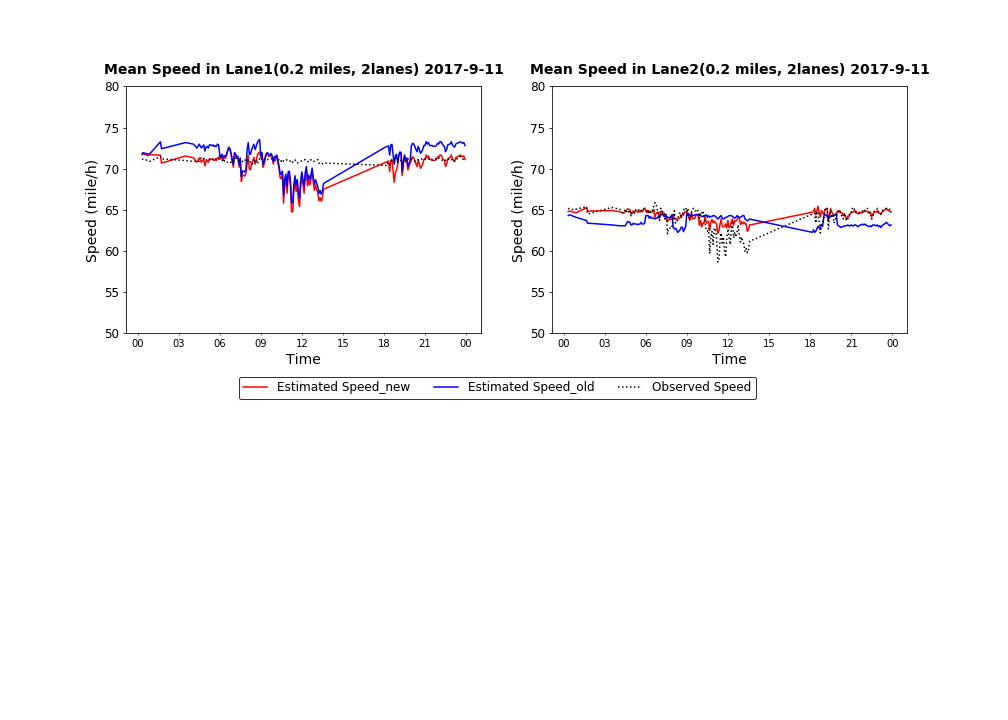 Mean Speed in Lane1(0.2 miles, 2lanes) 2017-9-11
80
75
70
65
60
55
50
Speed (mile/h)
00 03 06 09 12 15 18 21 00
Time
Mean Speed in Lane2(0.2 miles, 2lanes) 2017-9-11
80
75
70
65
60
55
50
Speed (mile/h)
00 03 06 09 12 15 18 21 00
Time
Estimated Speed_new Estimated Speed_old Observed Speed